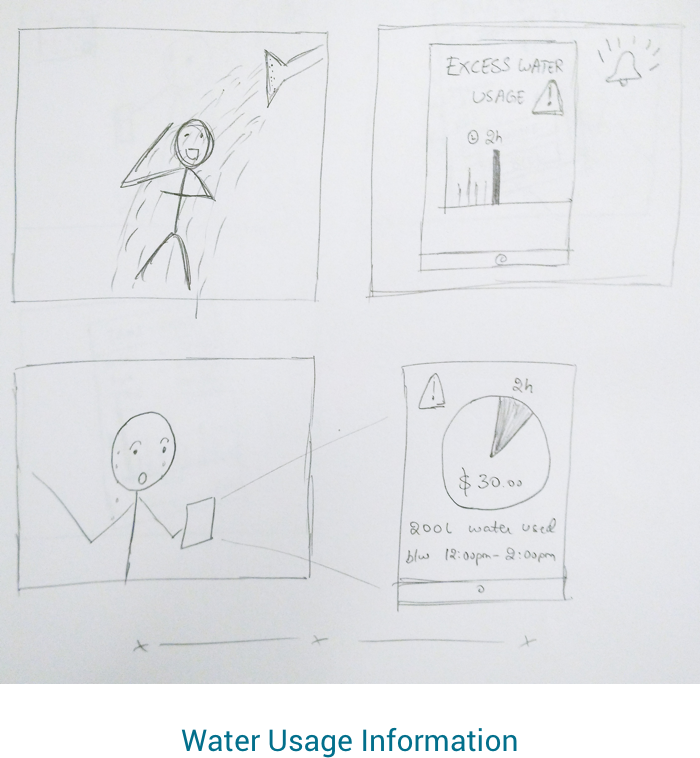 EXCESS WATER
USAGE
2h
2h
$ 30.00
200L water used
b/w 12:00pm - 2:00pm
Water Usage Information